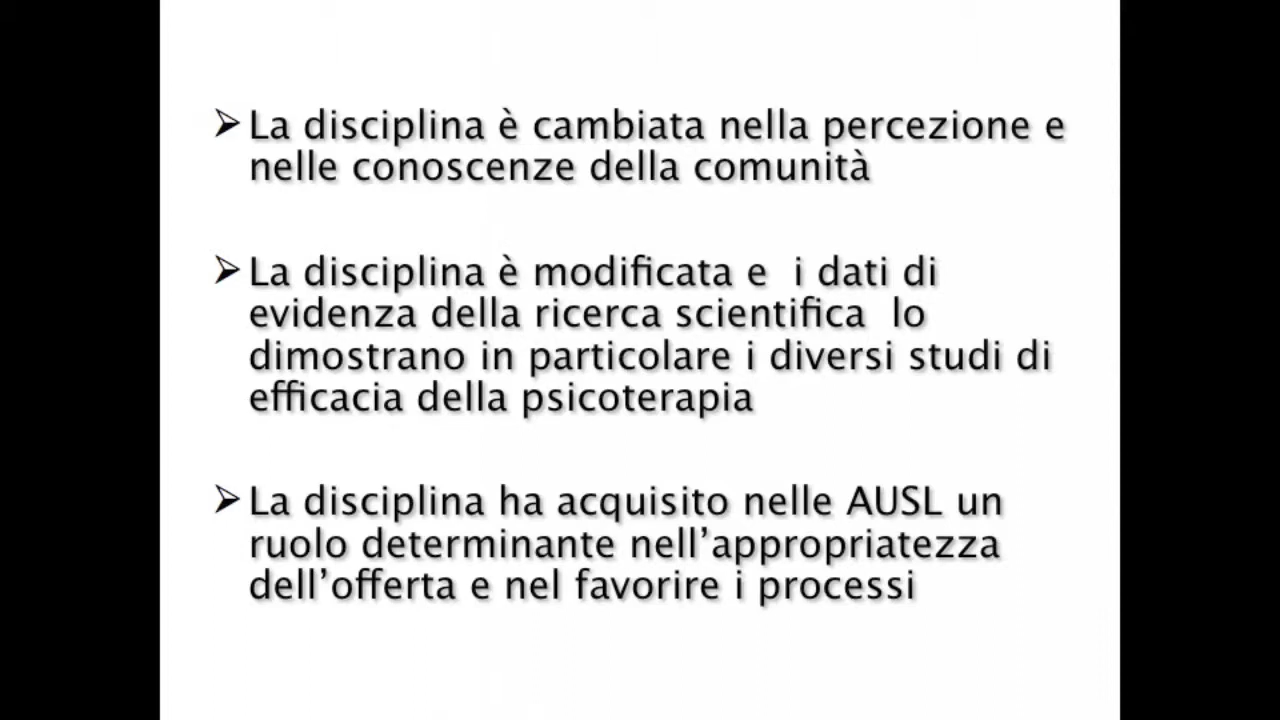 ➢La disciplina è cambiata nella percezione e
nelle conoscenze della comunità
➢La disciplina è modificata e  i dati di
evidenza della ricerca scientifica  lo
dimostrano in particolare i diversi studi di
efficacia della psicoterapia
➢La disciplina ha acquisito nelle AUSL un
ruolo determinante nell’appropriatezza
dell’offerta e nel favorire i processi